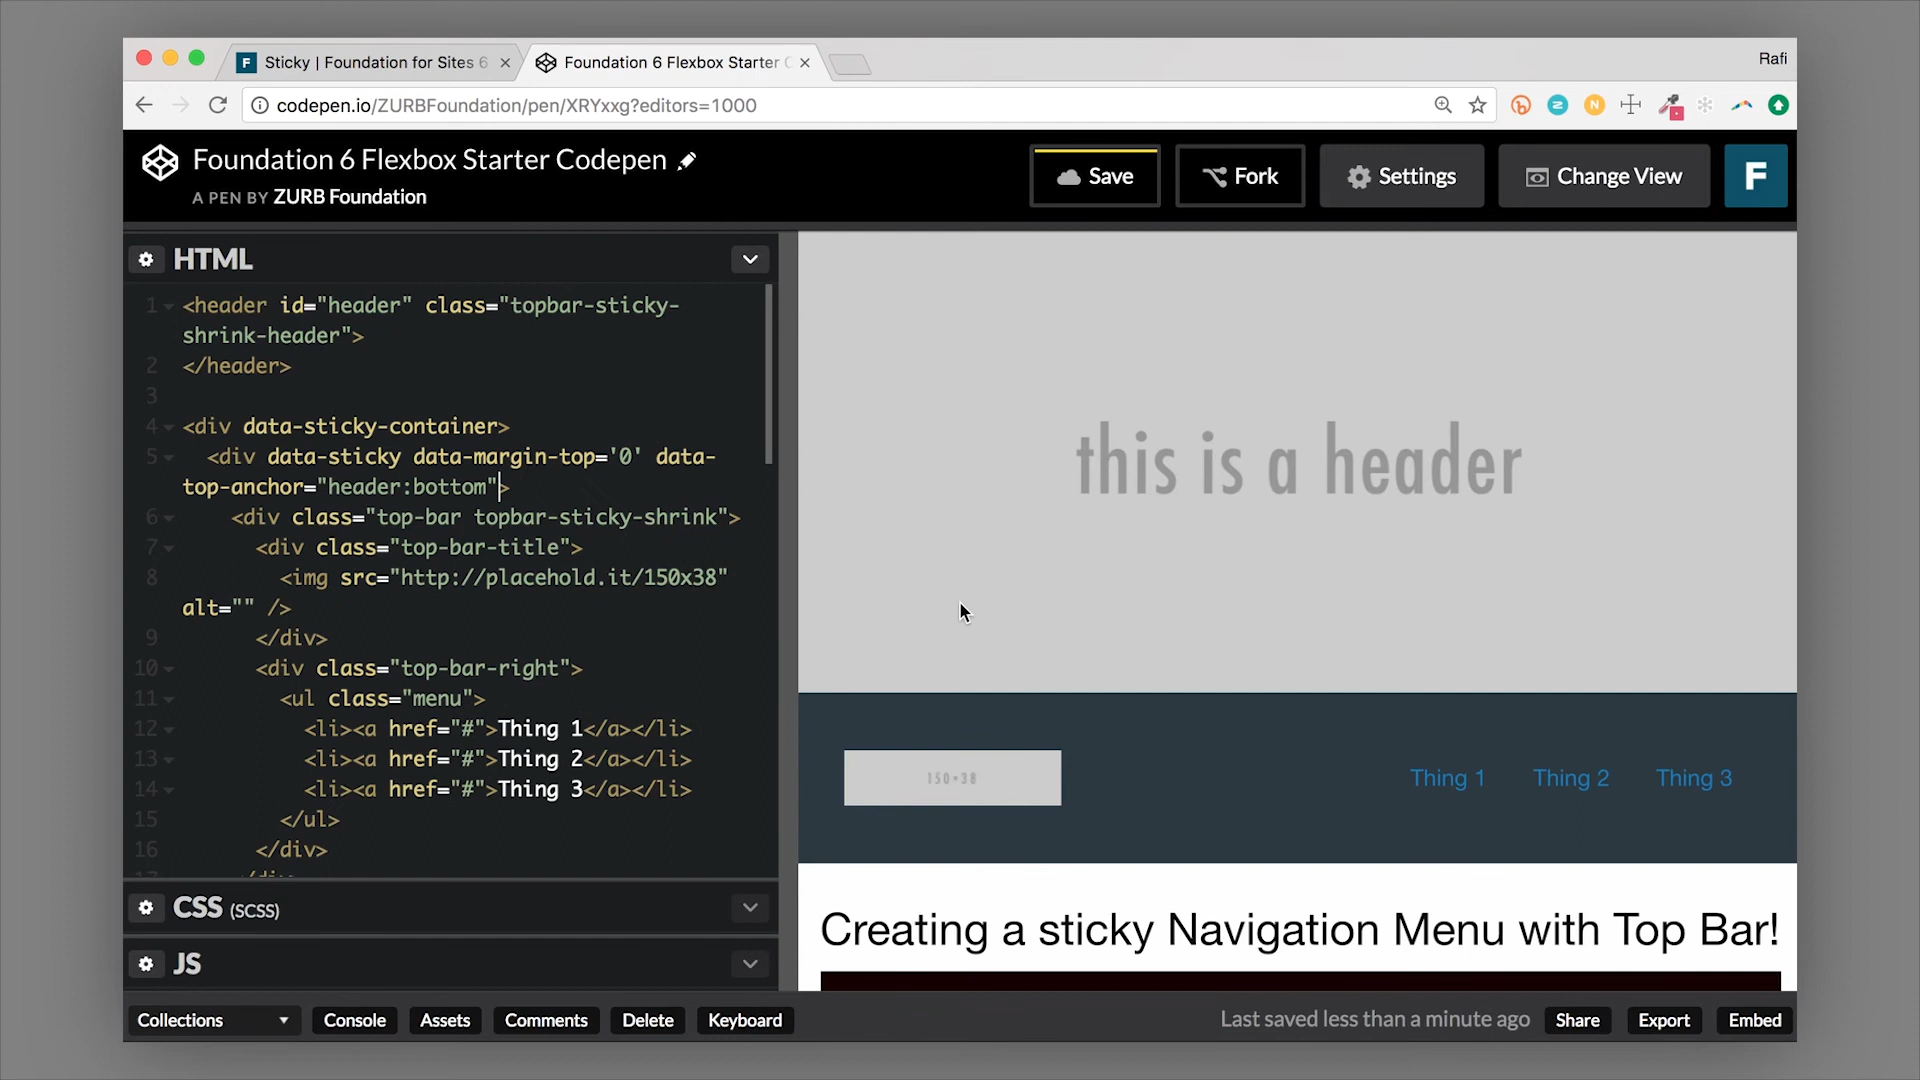 Sticky | Foundation for Sites 6
Foundation 6 Flexbox Starter C
Rafi
codepen.io/ZURBFoundation/pen/XRYxxg?editors=1000
Foundation 6 Flexbox Starter Codepen
A PEN BY ZURB Foundation
Save
Fork
Settings
Change View
F
HTML
1 <header id="header" class="topbar-sticky-
shrink-header">
2 </header>
3
4 <div data-sticky-container>
5 <div data-sticky data-margin-top='0' data-
top-anchor="header:bottom">
6 <div class="top-bar topbar-sticky-shrink">
7 <div class="top-bar-title">
8 <img src="http://placehold.it/150x38"
alt="" />
9 </div>
10 <div class="top-bar-right">
11 <ul class="menu">
12 <li><a href="#">Thing 1</a></li>
13 <li><a href="#">Thing 2</a></li>
14 <li><a href="#">Thing 3</a></li>
15 </ul>
16 </div>
CSS (SCSS)
JS
this is a header
150×38
Thing 1
Thing 2
Thing 3
Creating a sticky Navigation Menu with Top Bar!
Collections
Console
Assets
Comments
Delete
Keyboard
Last saved less than a minute ago
Share
Export
Embed